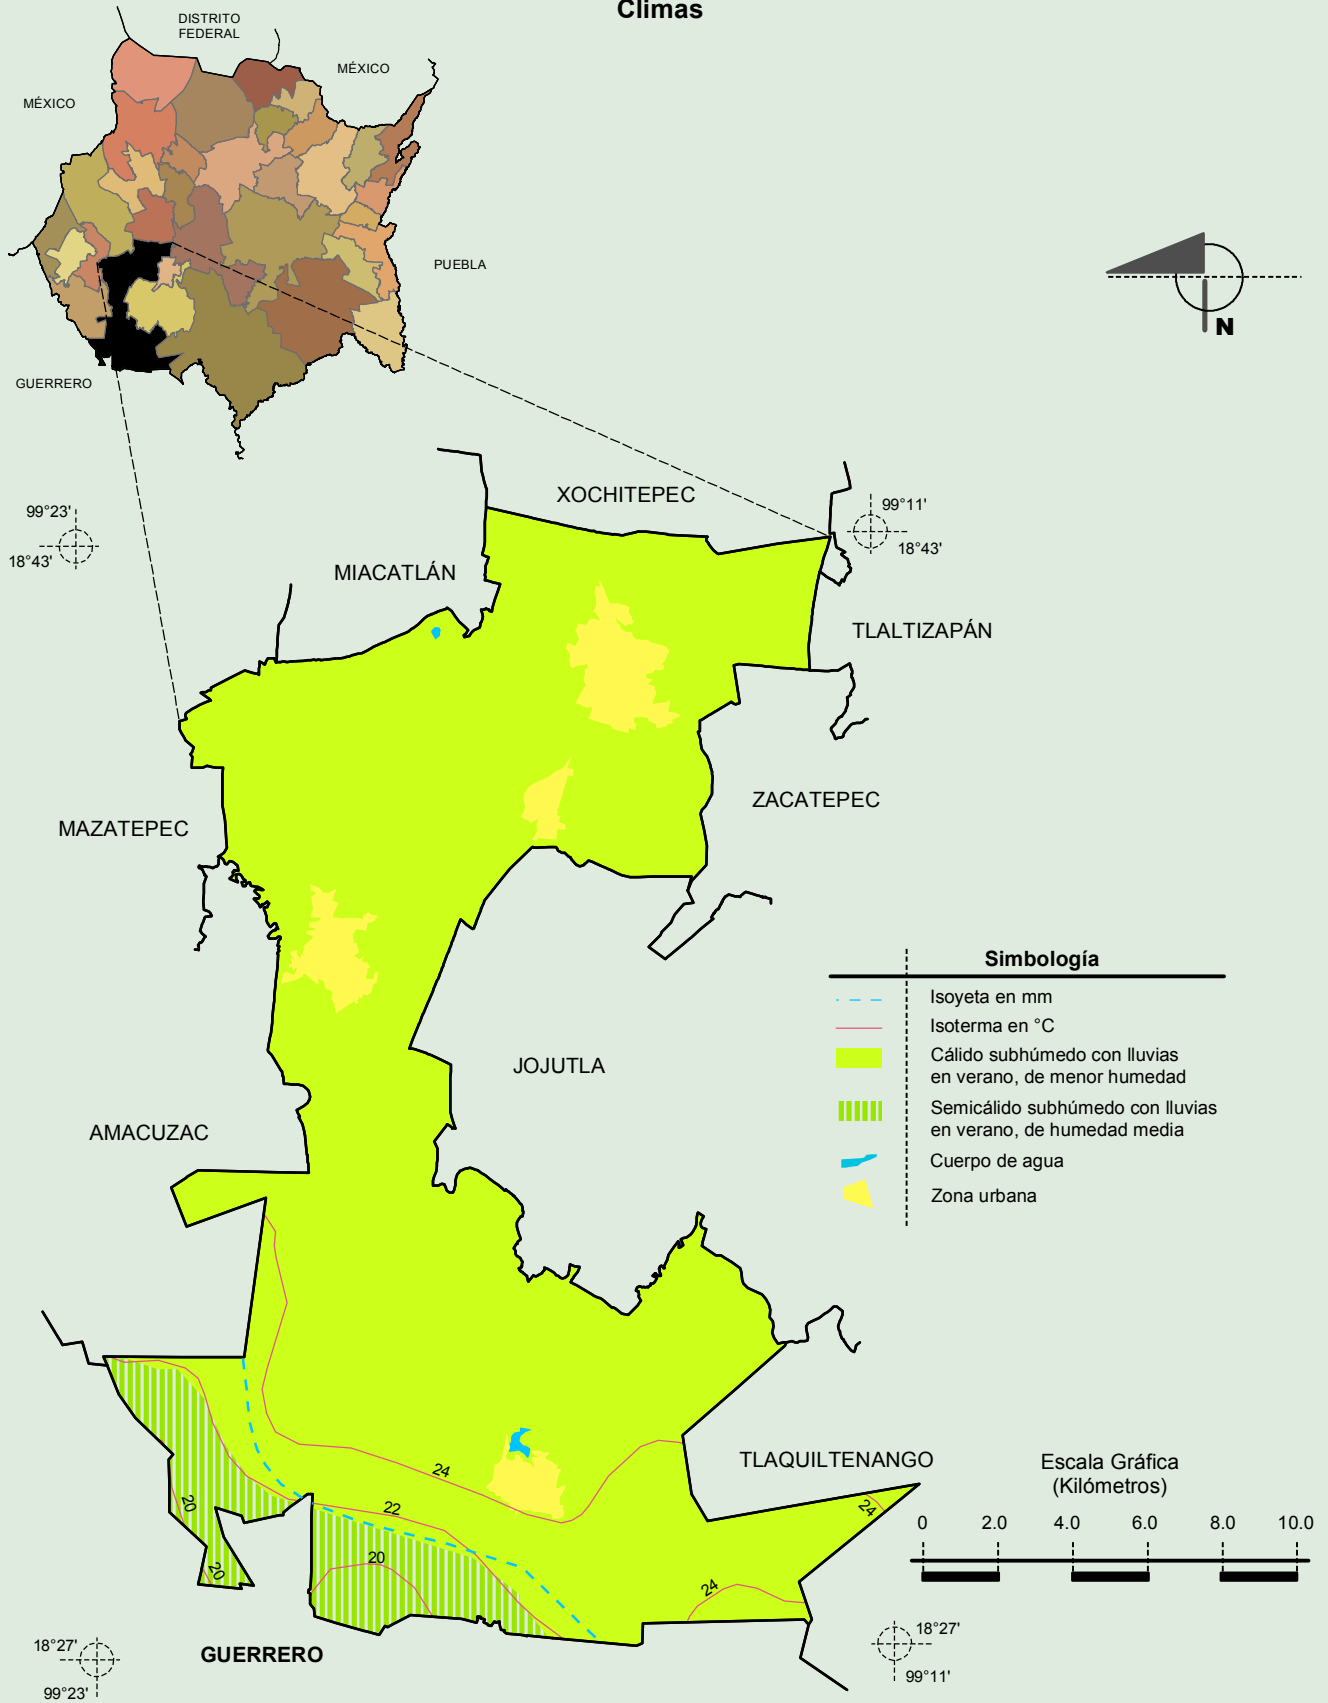 Climas
DISTRITO
FEDERAL
MÉXICO
MÉXICO
PUEBLA
GUERRERO
N
XOCHITEPEC
99°23'
18°43'
99°11'
18°43'
MIACATLÁN
TLALTIZAPÁN
ZACATEPEC
MAZATEPEC
JOJUTLA
AMACUZAC
Simbología
Isoyeta en mm
Isoterma en °C
Cálido subhúmedo con lluvias
en verano, de menor humedad
Semicálido subhúmedo con lluvias
en verano, de humedad media
Cuerpo de agua
Zona urbana
TLAQUILTENANGO
Escala Gráfica
(Kilómetros)
0 2.0 4.0 6.0 8.0 10.0
24
22
20
20
20
24
24
GUERRERO
18°27'
99°23'
18°27'
99°11'